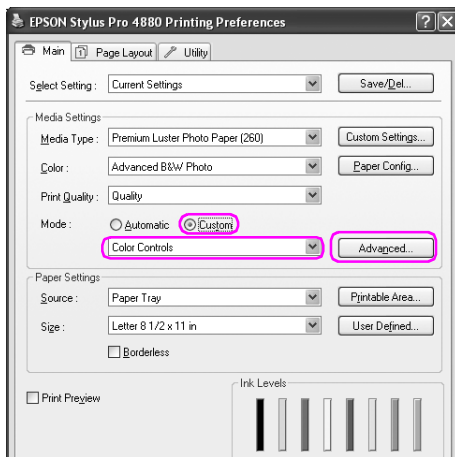 EPSON Stylus Pro 4880 Printing Preferences
Main Page Layout Utility
Select Setting : Current Settings Save/Del...
Media Settings
Media Type : Premium Luster Photo Paper (260) Custom Settings...
Color : Advanced B&W Photo Paper Config...
Print Quality : Quality
Mode : Automatic Custom
Color Controls Advanced...
Paper Settings
Source : Paper Tray Printable Area...
Size : Letter 8 1/2 x 11 in User Defined...
Borderless
Ink Levels
Print Preview